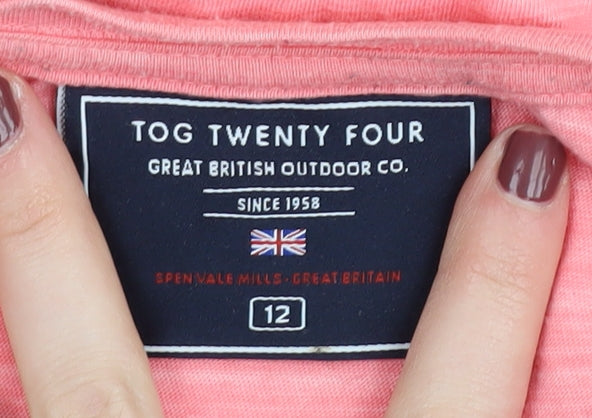 TOG TWENTY FOUR
GREAT BRITISH OUTDOOR CO.
SINCE 1958
SPEN VALE MILLS · GREAT BRITAIN
12